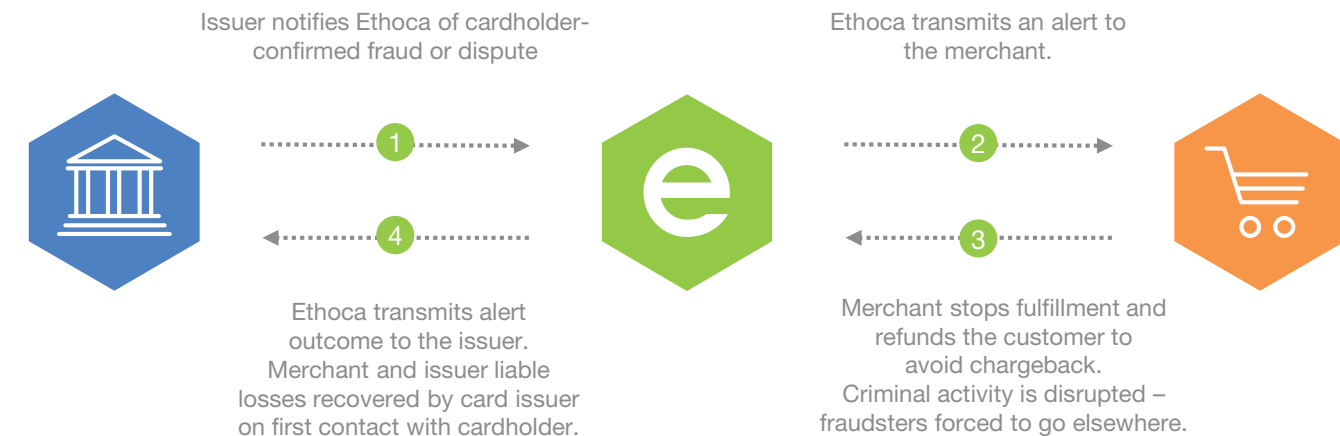 Issuer notifies Ethoca of cardholder-
confirmed fraud or dispute
Ethoca transmits an alert to
the merchant.
1
e
2
4
3
Ethoca transmits alert
outcome to the issuer.
Merchant and issuer liable
losses recovered by card issuer
on first contact with cardholder.
Merchant stops fulfillment and
refunds the customer to
avoid chargeback.
Criminal activity is disrupted –
fraudsters forced to go elsewhere.